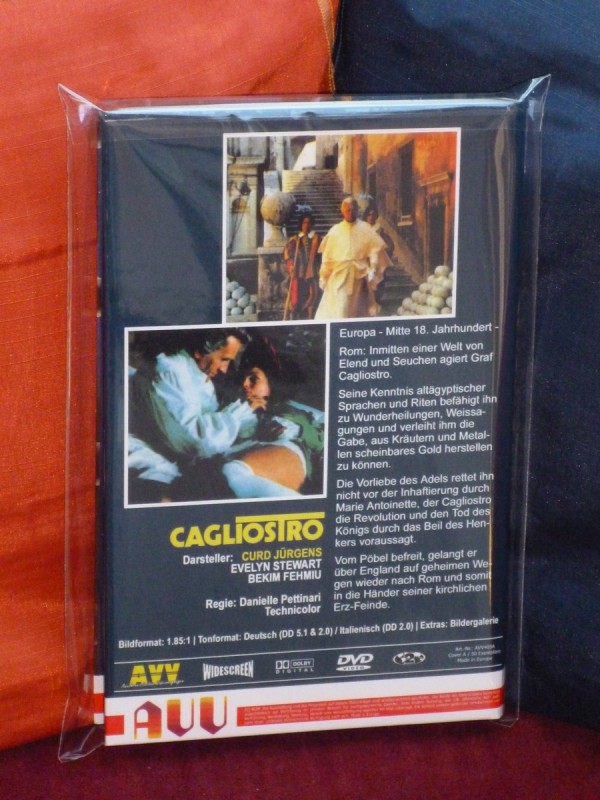 Europa - Mitte 18. Jahrhundert -
Rom: Inmitten einer Welt von
Elend und Seuchen agiert Graf
Cagliostro.
Seine Kenntnis altägyptischer
Sprachen und Riten befähigt ihn
zu Wunderheilungen, Weissa-
gungen und verleiht ihm die
Gabe, aus Kräutern und Metal-
len scheinbares Gold herstellen
zu können.
Die Vorliebe des Adels rettet ihn
nicht vor der Inhaftierung durch
Marie Antoinette, der Cagliostro
die Revolution und den Tod des
Königs durch das Beil des Hen-
kers voraussagt.
Vom Pöbel befreit, gelangt er
über England auf geheimen We-
gen wieder nach Rom und somit
in die Hände seiner kirchlichen
Erz-Feinde.
CAGLIOSTRO
Darsteller: CURD JÜRGENS
EVELYN STEWART
BEKIM FEHMIU
Regie: Danielle Pettinari
Technicolor
Bildformat: 1.85:1 | Tonformat: Deutsch (DD 5.1 & 2.0) / Italienisch (DD 2.0) | Extras: Bildergalerie
AVV
WIDESCREEN
DOLBY
DIGITAL
DVD
VIDEO
Made in Europe
AVV